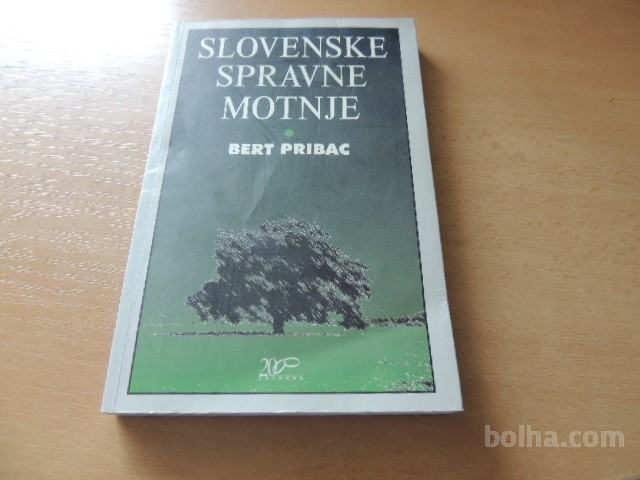 SLOVENSKE
SPRAVNE
MOTNJE
BERT PRIBAC
2000
bolha.com